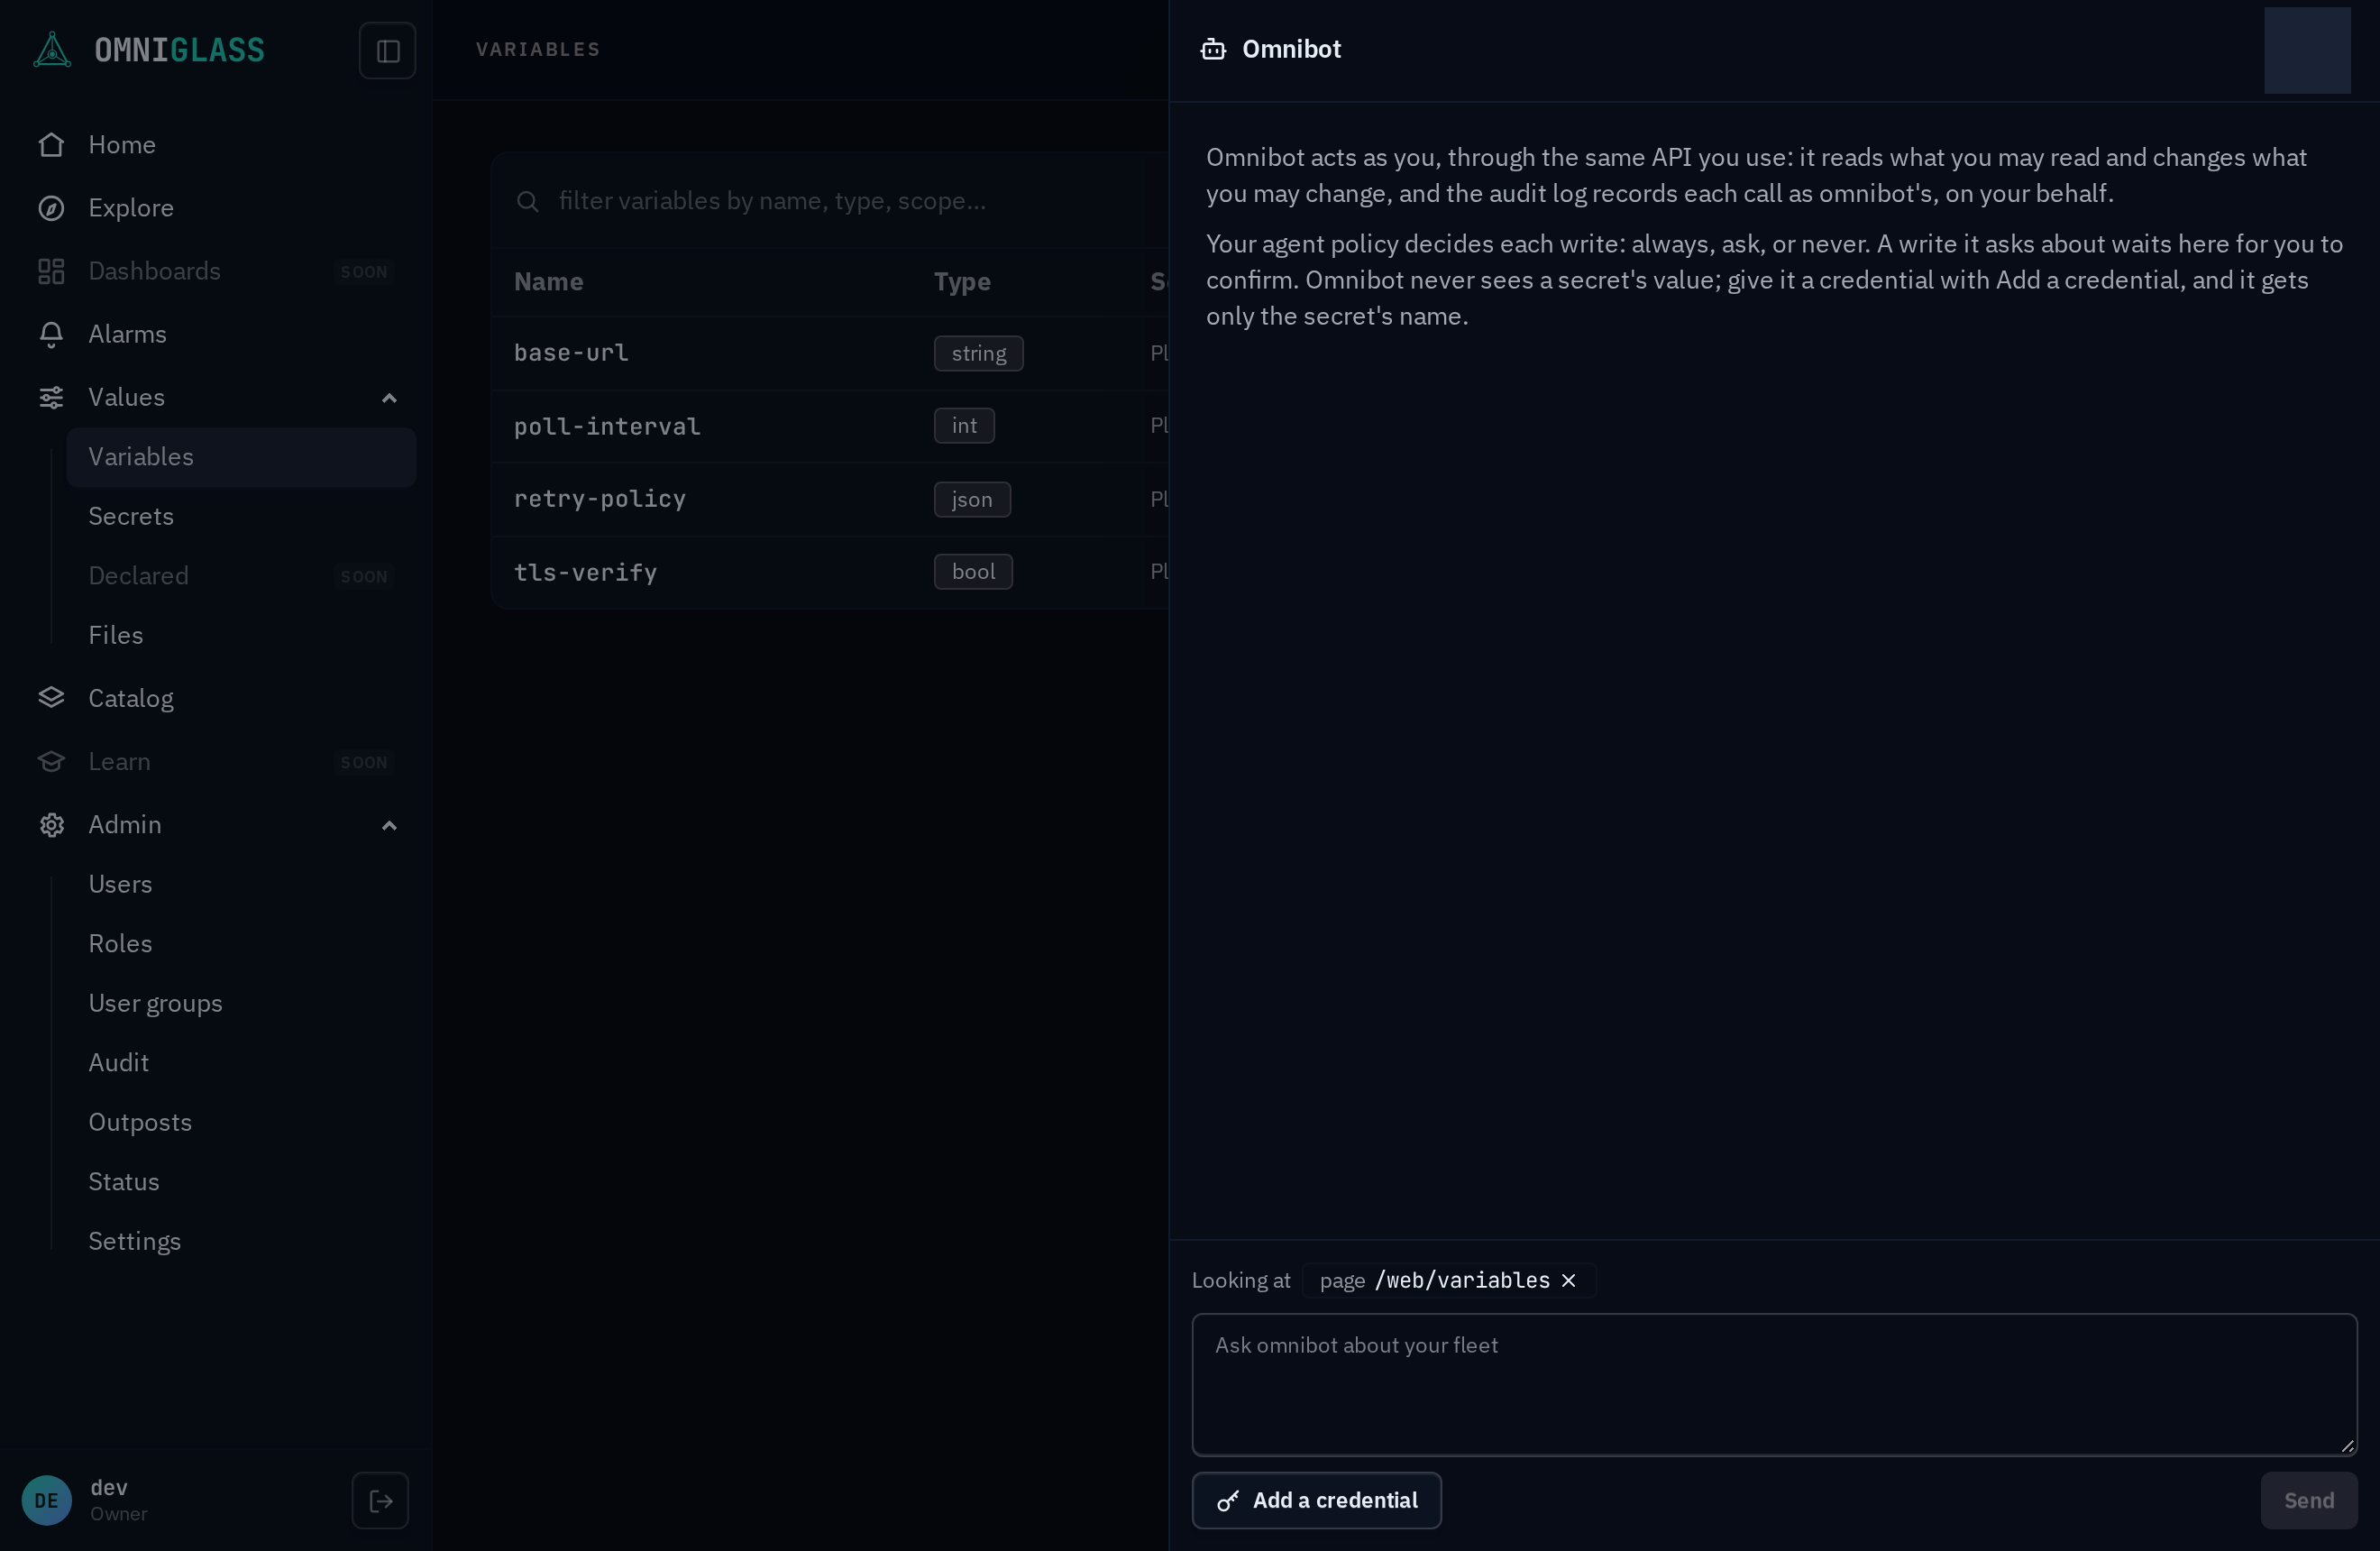 OMNIGLASS
Home
Explore
Dashboards SOON
Alarms
Values
Variables
Secrets
Declared SOON
Files
Catalog
Learn SOON
Admin
Users
Roles
User groups
Audit
Outposts
Status
Settings
DE
dev
Owner
VARIABLES
filter variables by name, type, scope...
Name Type
base-url string Pl
poll-interval int Pl
retry-policy json Pl
tls-verify bool Pl
Omnibot
Omnibot acts as you, through the same API you use: it reads what you may read and changes what
you may change, and the audit log records each call as omnibot's, on your behalf.
Your agent policy decides each write: always, ask, or never. A write it asks about waits here for you to
confirm. Omnibot never sees a secret's value; give it a credential with Add a credential, and it gets
only the secret's name.
Looking at page /web/variables
Ask omnibot about your fleet
Add a credential
Send